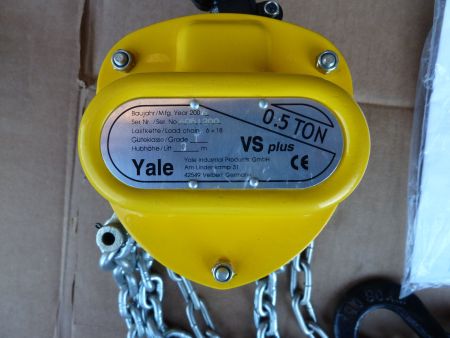 Baujahr/Mfg. Year 200
Ser Nr./Ser. No.
Lastkette/Load chain 6 × 18
Güteklasse/Grade
Hubhöhe/Lift m
0.5 TON
VS plus
Yale
Yale Industrial Products GmbH
Am Lindenkamp 31
42549 Velbert, Germany
CE